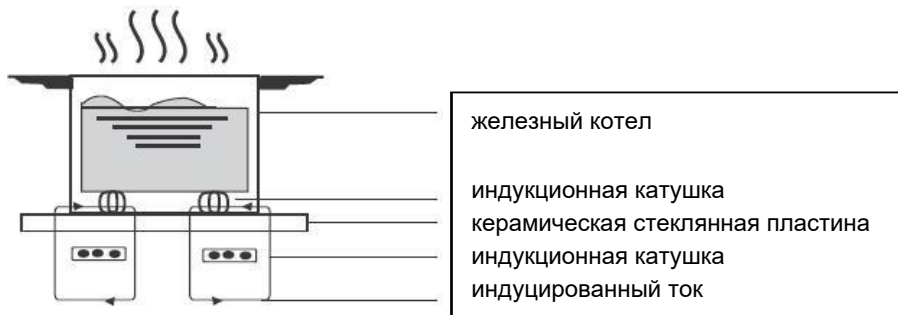 железный котел
индукционная катушка
керамическая стеклянная пластина
индукционная катушка
индуцированный ток